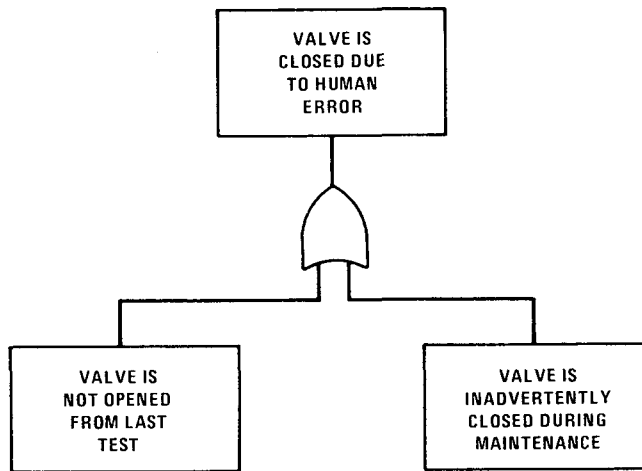 VALVE IS
CLOSED DUE
TO HUMAN
ERROR
VALVE IS
NOT OPENED
FROM LAST
TEST
VALVE IS
INADVERTENTLY
CLOSED DURING
MAINTENANCE